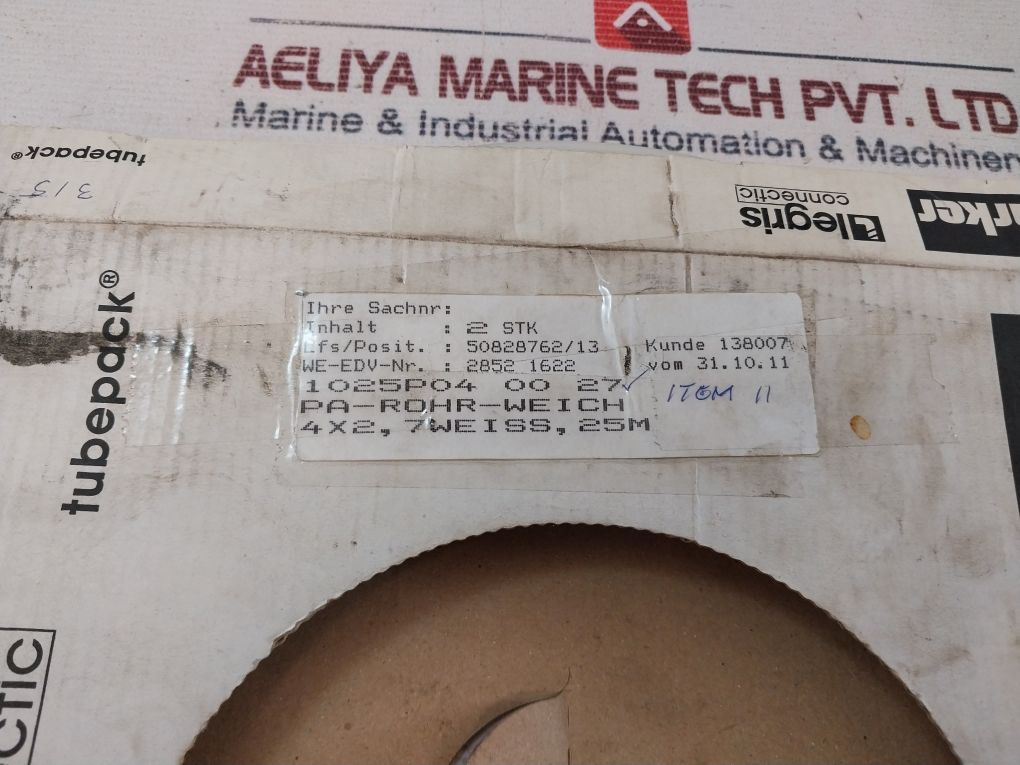 AELIYA MARINE TECH PVT. LTD
Marine & Industrial Automation & Machinery
tubepack®
3/5
legris
connectic
arker
tubepack®
Ihre Sachnr:
Inhalt : 2 STK
Lfs/Posit. : 50828762/13
WE-EDV-Nr. : 2852 1622
1025P04 00 27
PA-ROHR-WEICH
4X2,7WEISS,25M
Kunde 138007
vom 31.10.11
ITEM 11
CTIC